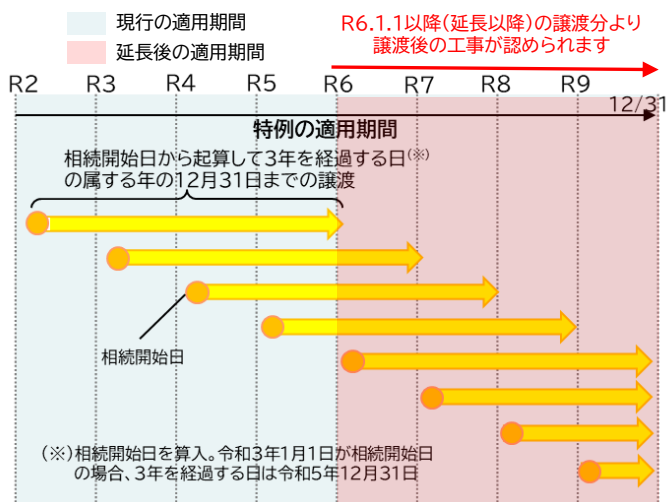 現行の適用期間
延長後の適用期間
R6.1.1以降(延長以降)の譲渡分より
譲渡後の工事が認められます
R2 R3 R4 R5 R6 R7 R8 R9
12/31
特例の適用期間
相続開始日から起算して3年を経過する日(※)
の属する年の12月31日までの譲渡
相続開始日
(※)相続開始日を算入。令和3年1月1日が相続開始日
の場合、3年を経過する日は令和5年12月31日